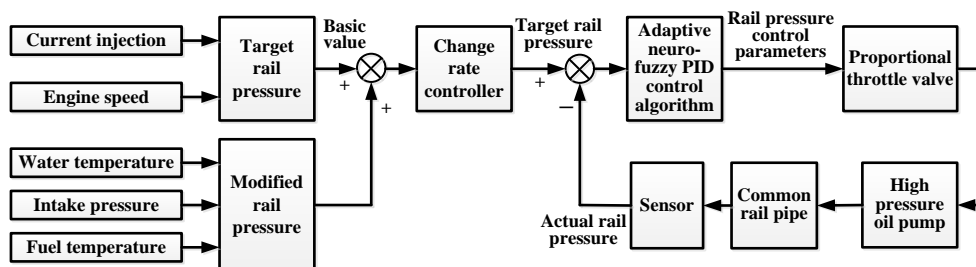 Current injection
Engine speed
Target
rail
pressure
Basic
value
+
+
Change
rate
controller
Target rail
pressure
+
−
Adaptive
neuro-
fuzzy PID
control
algorithm
Rail pressure
control
parameters
Proportional
throttle valve
Water temperature
Intake pressure
Fuel temperature
Modified
rail
pressure
Actual rail
pressure
Sensor
Common
rail pipe
High
pressure
oil pump